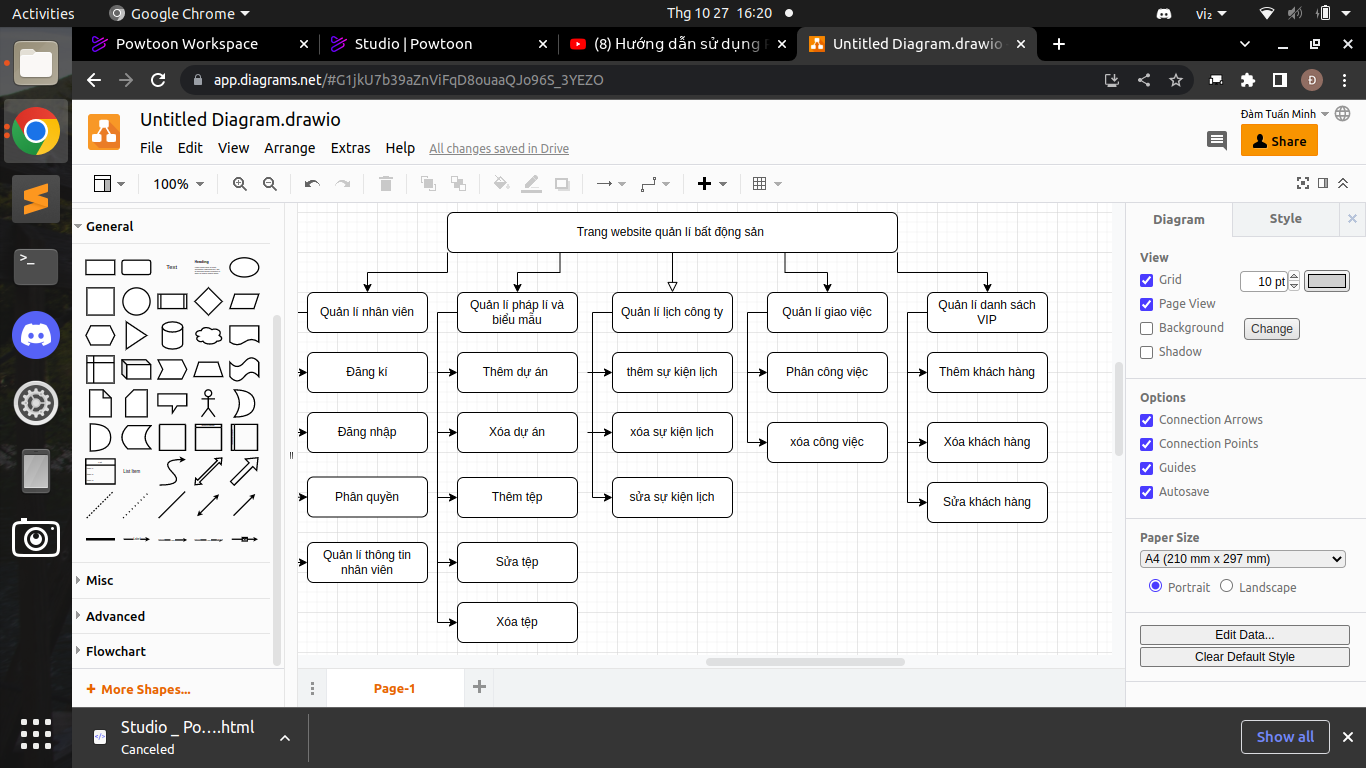 Activities
Google Chrome
Thg 10 27 16:20
vi₂
Powtoon Workspace
Studio | Powtoon
(8) Hướng dẫn sử dụng
Untitled Diagram.drawio
app.diagrams.net/#G1jkU7b39aZnViFqD8ouaaQJo96S_3YEZO
Đ
Untitled Diagram.drawio
Đàm Tuấn Minh
File Edit View Arrange Extras Help All changes saved in Drive
Share
100%
General
Text
Heading
List Item
Misc
Advanced
Flowchart
+ More Shapes...
Trang website quản lí bất động sản
Quản lí nhân viên
Đăng kí
Đăng nhập
Phân quyền
Quản lí thông tin
nhân viên
Quản lí pháp lí và
biểu mẫu
Thêm dự án
Xóa dự án
Thêm tệp
Sửa tệp
Xóa tệp
Quản lí lịch công ty
thêm sự kiện lịch
xóa sự kiện lịch
sửa sự kiện lịch
Quản lí giao việc
Phân công việc
xóa công việc
Quản lí danh sách
VIP
Thêm khách hàng
Xóa khách hàng
Sửa khách hàng
Page-1
Diagram
Style
View
Grid
10 pt
Page View
Background
Change
Shadow
Options
Connection Arrows
Connection Points
Guides
Autosave
Paper Size
A4 (210 mm x 297 mm)
Portrait
Landscape
Edit Data...
Clear Default Style
Studio _ Po....html
Canceled
Show all